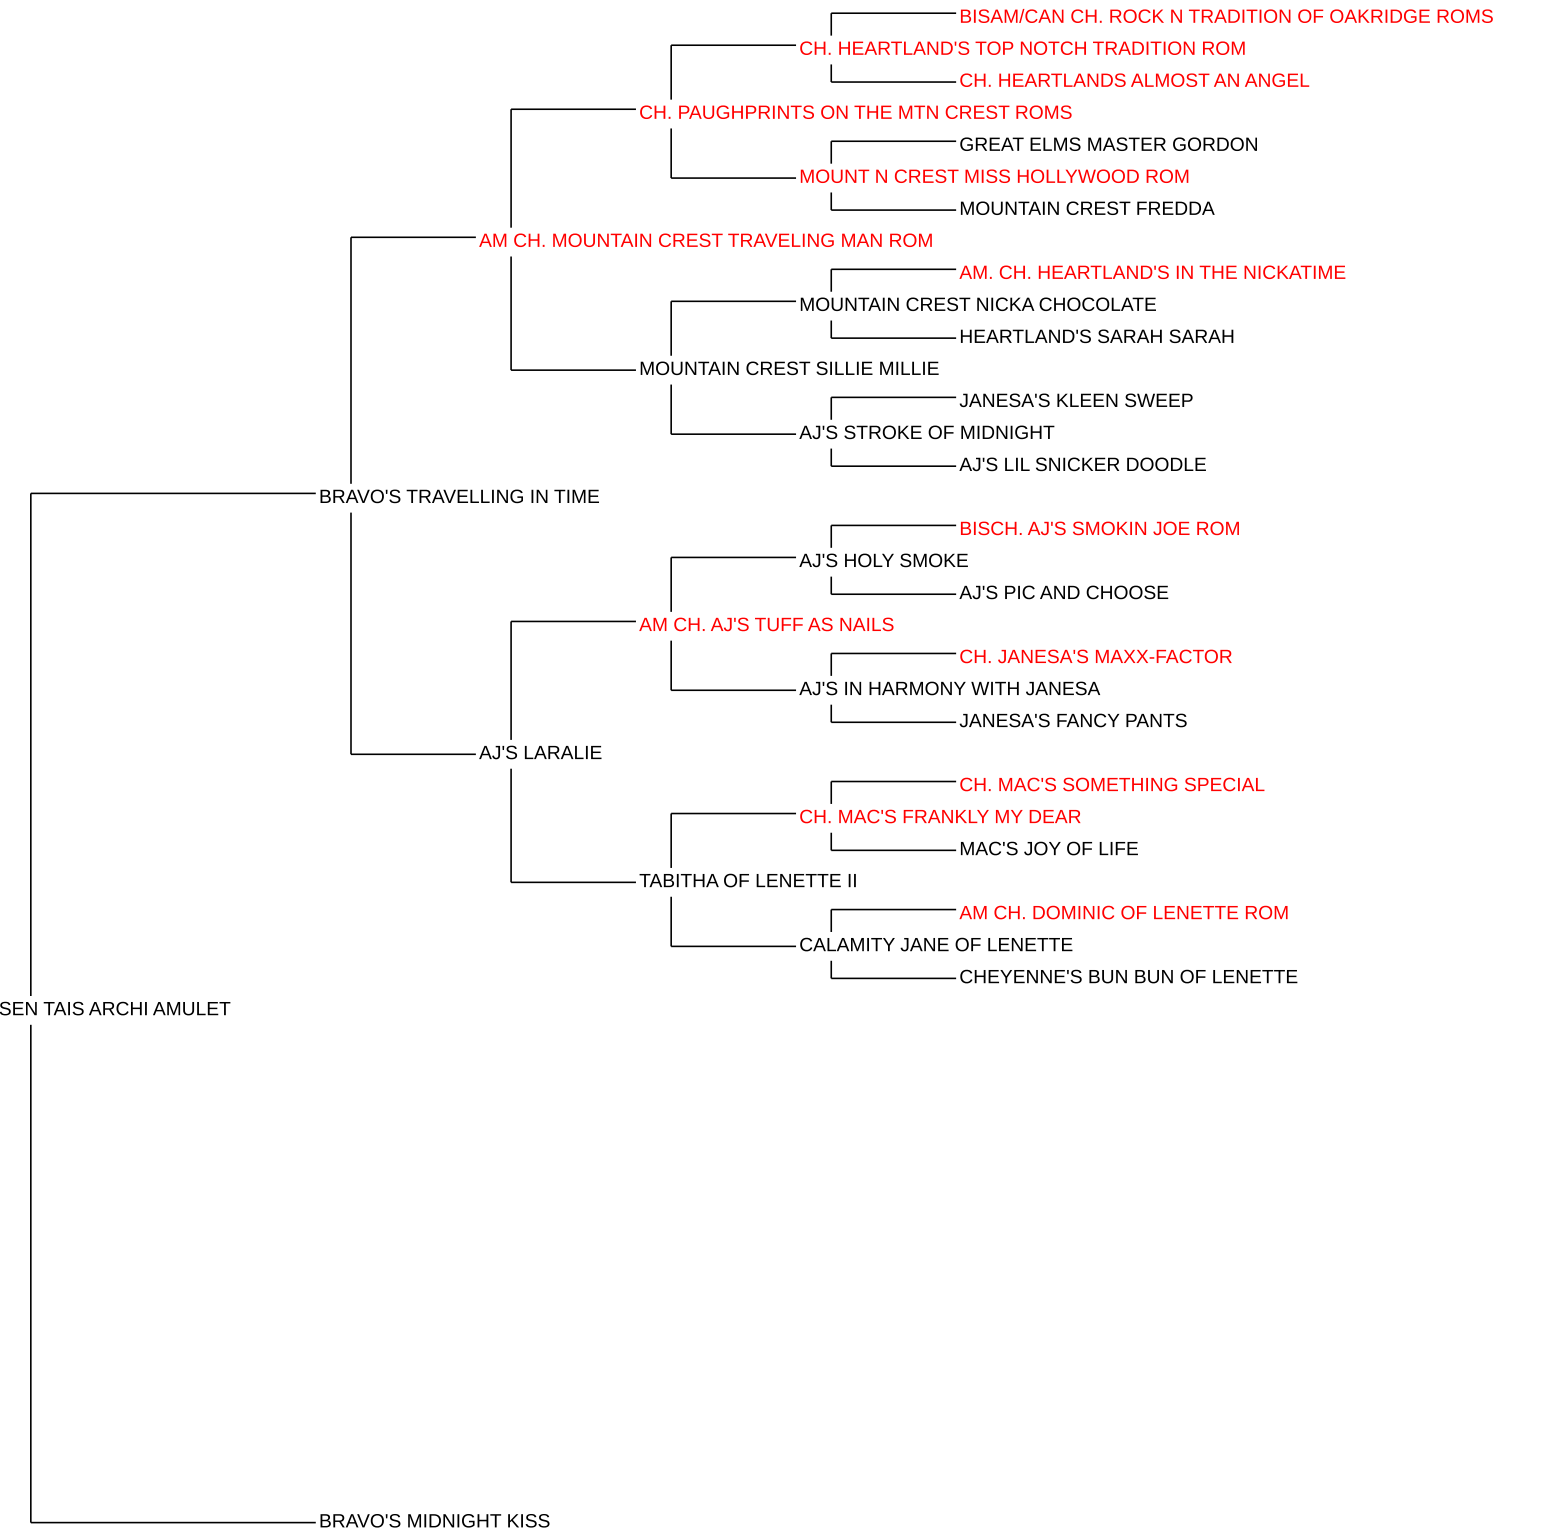 BISAM/CAN CH. ROCK N TRADITION OF OAKRIDGE ROMS
CH. HEARTLAND'S TOP NOTCH TRADITION ROM
CH. HEARTLANDS ALMOST AN ANGEL
CH. PAUGHPRINTS ON THE MTN CREST ROMS
GREAT ELMS MASTER GORDON
MOUNT N CREST MISS HOLLYWOOD ROM
MOUNTAIN CREST FREDDA
AM CH. MOUNTAIN CREST TRAVELING MAN ROM
AM. CH. HEARTLAND'S IN THE NICKATIME
MOUNTAIN CREST NICKA CHOCOLATE
HEARTLAND'S SARAH SARAH
MOUNTAIN CREST SILLIE MILLIE
JANESA'S KLEEN SWEEP
AJ'S STROKE OF MIDNIGHT
AJ'S LIL SNICKER DOODLE
BRAVO'S TRAVELLING IN TIME
BISCH. AJ'S SMOKIN JOE ROM
AJ'S HOLY SMOKE
AJ'S PIC AND CHOOSE
AM CH. AJ'S TUFF AS NAILS
CH. JANESA'S MAXX-FACTOR
AJ'S IN HARMONY WITH JANESA
JANESA'S FANCY PANTS
AJ'S LARALIE
CH. MAC'S SOMETHING SPECIAL
CH. MAC'S FRANKLY MY DEAR
MAC'S JOY OF LIFE
TABITHA OF LENETTE II
AM CH. DOMINIC OF LENETTE ROM
CALAMITY JANE OF LENETTE
CHEYENNE'S BUN BUN OF LENETTE
SEN TAIS ARCHI AMULET
BRAVO'S MIDNIGHT KISS